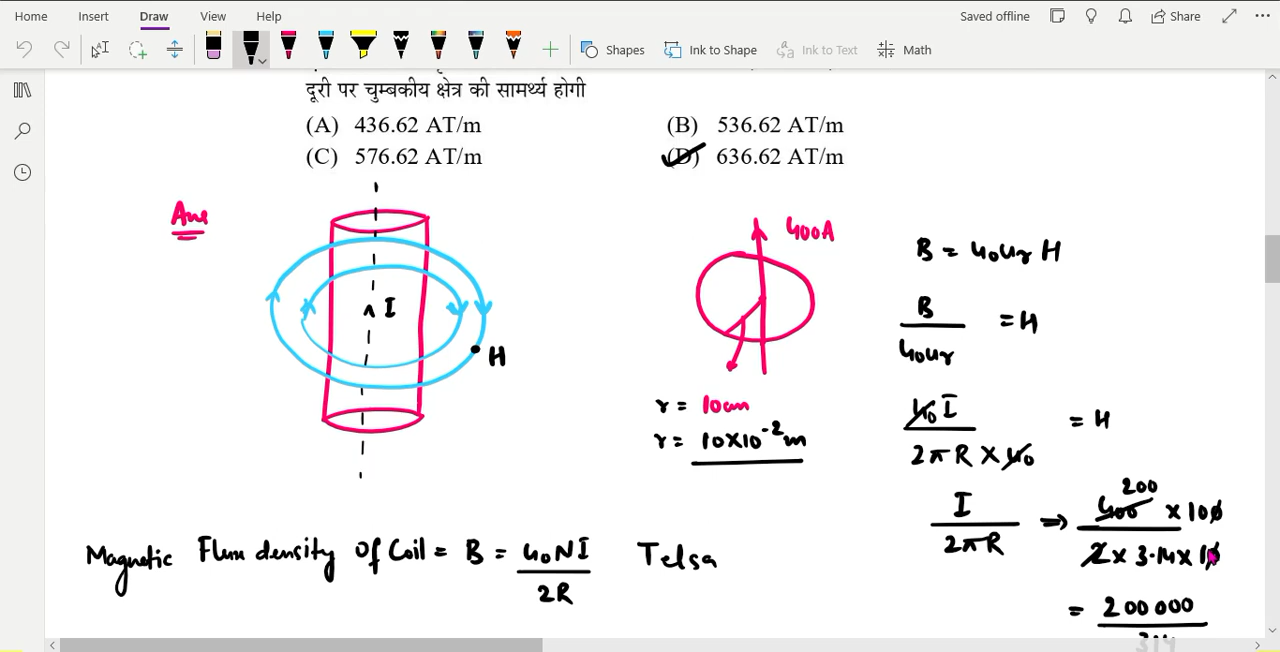 Home Insert Draw View Help Saved offline Share
Shapes Ink to Shape Ink to Text Math
दूरी पर चुम्बकीय क्षेत्र की सामर्थ्य होगी
(A) 436.62 AT/m (B) 536.62 AT/m
(C) 576.62 AT/m (D) 636.62 AT/m
Ans
400A
B = μ0μr H
I
B/μ0μr = H
H
r = 10cm
r = 10×10⁻² m
μ0 I / 2πR × μ0 = H
I/2πR ⇒ 200 400 × 100 / 2 × 3.14 × 10
Magnetic Flux density Of Coil = B = μ0NI/2R Telsa
= 200 000 / 314